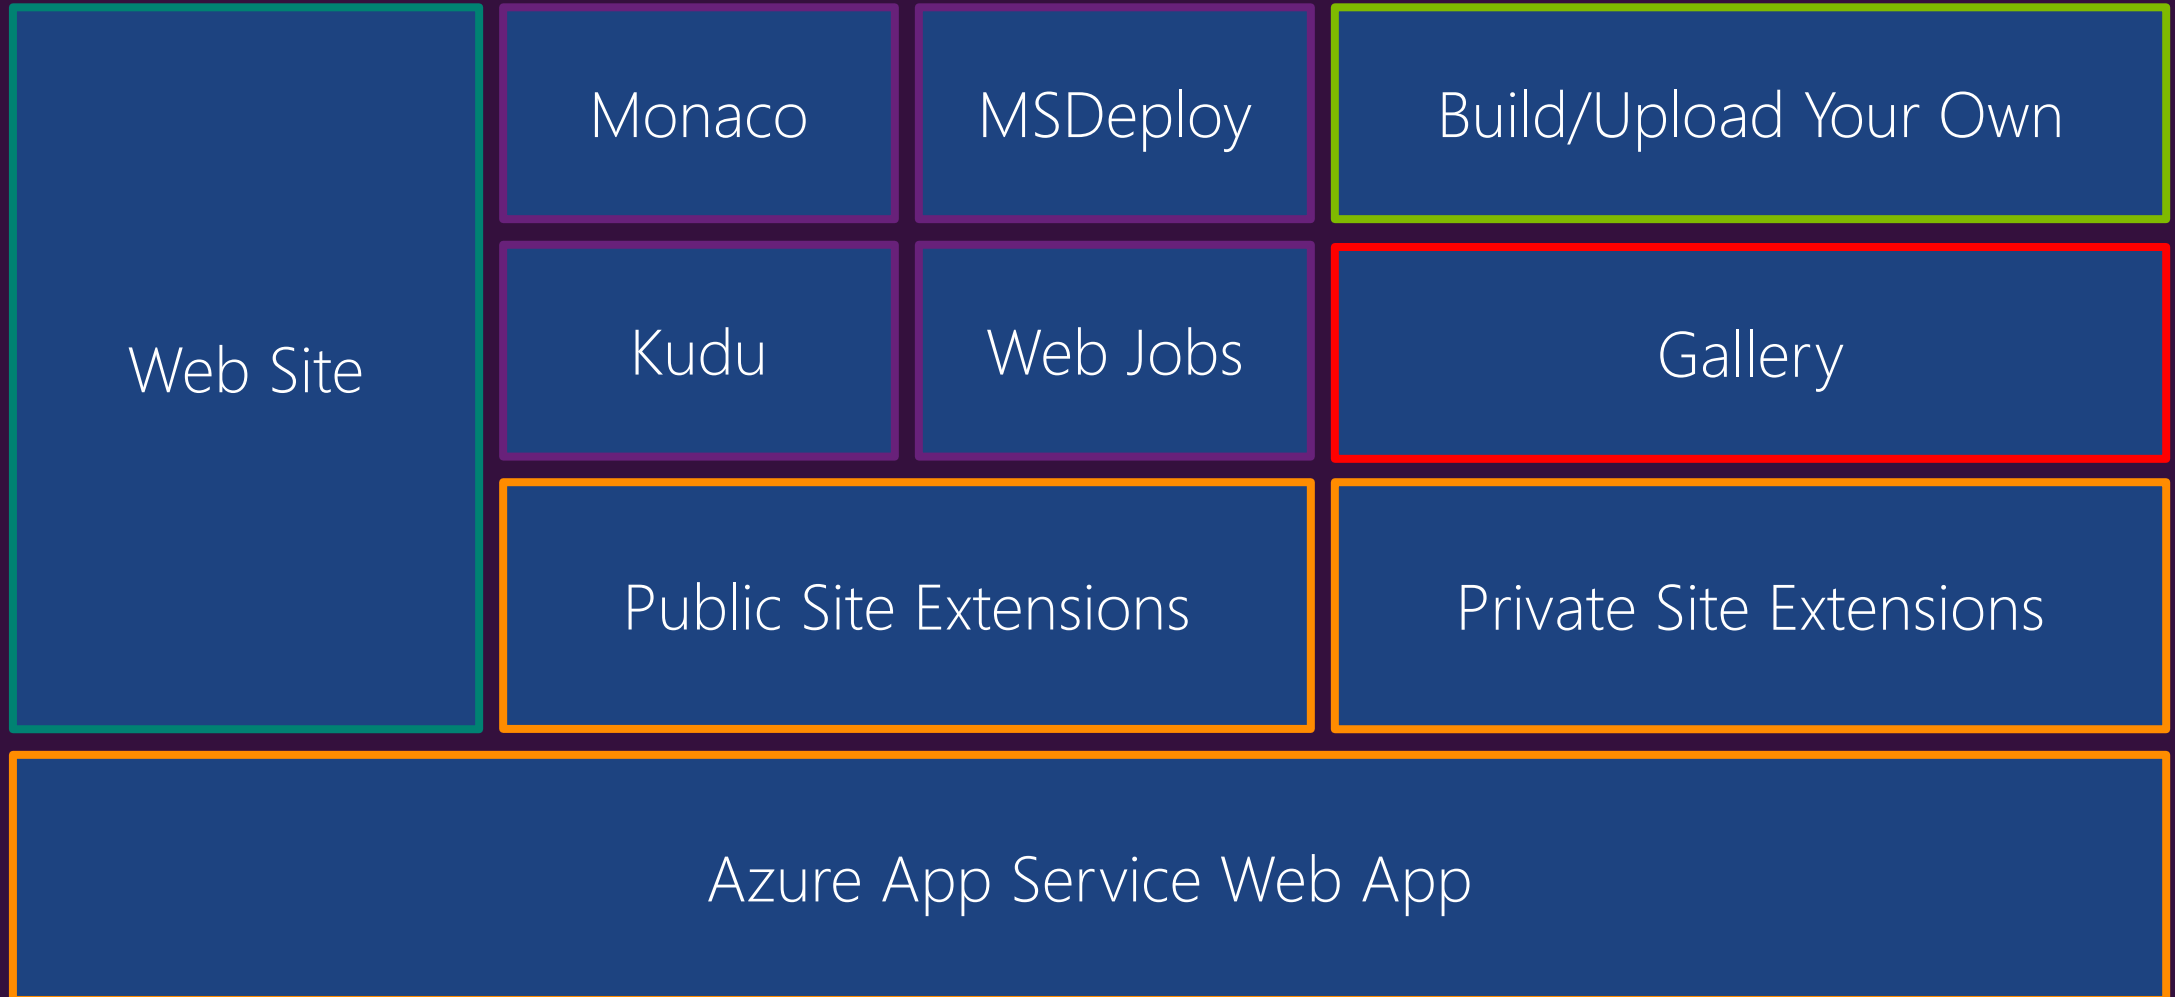 Monaco
MSDeploy
Build/Upload Your Own
Web Site
Kudu
Web Jobs
Gallery
Public Site Extensions
Private Site Extensions
Azure App Service Web App